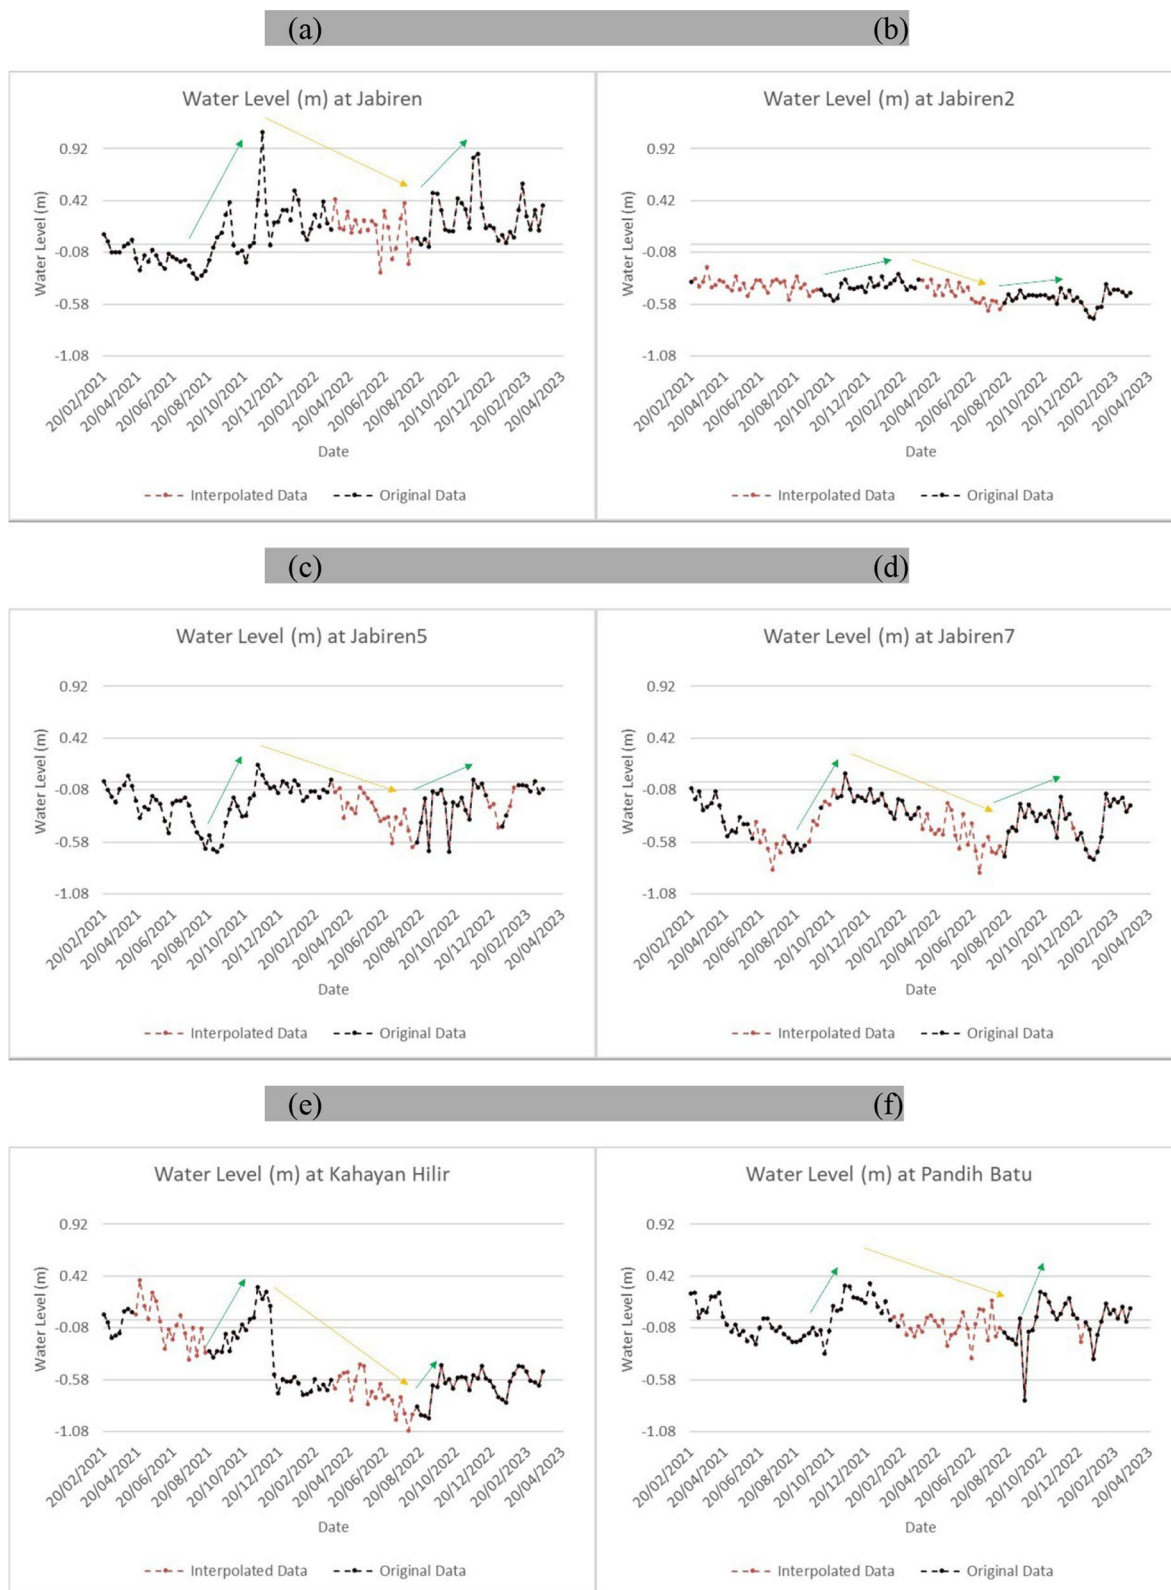 (a) (b)
Water Level (m) at Jabiren
0.92
0.42
-0.08
-0.58
-1.08
Water Level (m)
20/02/2021 20/04/2021 20/06/2021 20/08/2021 20/10/2021 20/12/2021 20/02/2022 20/04/2022 20/06/2022 20/08/2022 20/10/2022 20/12/2022 20/02/2023 20/04/2023
Date
Interpolated Data Original Data
Water Level (m) at Jabiren2
0.92
0.42
-0.08
-0.58
-1.08
Water Level (m)
20/02/2021 20/04/2021 20/06/2021 20/08/2021 20/10/2021 20/12/2021 20/02/2022 20/04/2022 20/06/2022 20/08/2022 20/10/2022 20/12/2022 20/02/2023 20/04/2023
Date
Interpolated Data Original Data
(c) (d)
Water Level (m) at Jabiren5
0.92
0.42
-0.08
-0.58
-1.08
Water Level (m)
20/02/2021 20/04/2021 20/06/2021 20/08/2021 20/10/2021 20/12/2021 20/02/2022 20/04/2022 20/06/2022 20/08/2022 20/10/2022 20/12/2022 20/02/2023 20/04/2023
Date
Interpolated Data Original Data
Water Level (m) at Jabiren7
0.92
0.42
-0.08
-0.58
-1.08
Water Level (m)
20/02/2021 20/04/2021 20/06/2021 20/08/2021 20/10/2021 20/12/2021 20/02/2022 20/04/2022 20/06/2022 20/08/2022 20/10/2022 20/12/2022 20/02/2023 20/04/2023
Date
Interpolated Data Original Data
(e) (f)
Water Level (m) at Kahayan Hilir
0.92
0.42
-0.08
-0.58
-1.08
Water Level (m)
20/02/2021 20/04/2021 20/06/2021 20/08/2021 20/10/2021 20/12/2021 20/02/2022 20/04/2022 20/06/2022 20/08/2022 20/10/2022 20/12/2022 20/02/2023 20/04/2023
Date
Interpolated Data Original Data
Water Level (m) at Pandih Batu
0.92
0.42
-0.08
-0.58
-1.08
Water Level (m)
20/02/2021 20/04/2021 20/06/2021 20/08/2021 20/10/2021 20/12/2021 20/02/2022 20/04/2022 20/06/2022 20/08/2022 20/10/2022 20/12/2022 20/02/2023 20/04/2023
Date
Interpolated Data Original Data